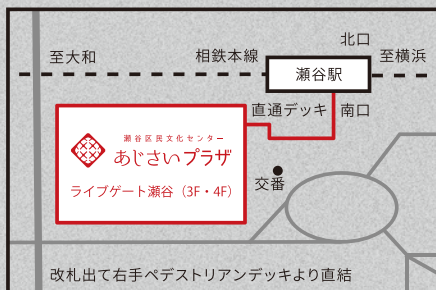 北口
至大和
相鉄本線
至横浜
瀬谷駅
直通デッキ
南口
瀬谷区民文化センター
あじさいプラザ
ライブゲート瀬谷（3F・4F）
交番
改札出て右手ペデストリアンデッキより直結